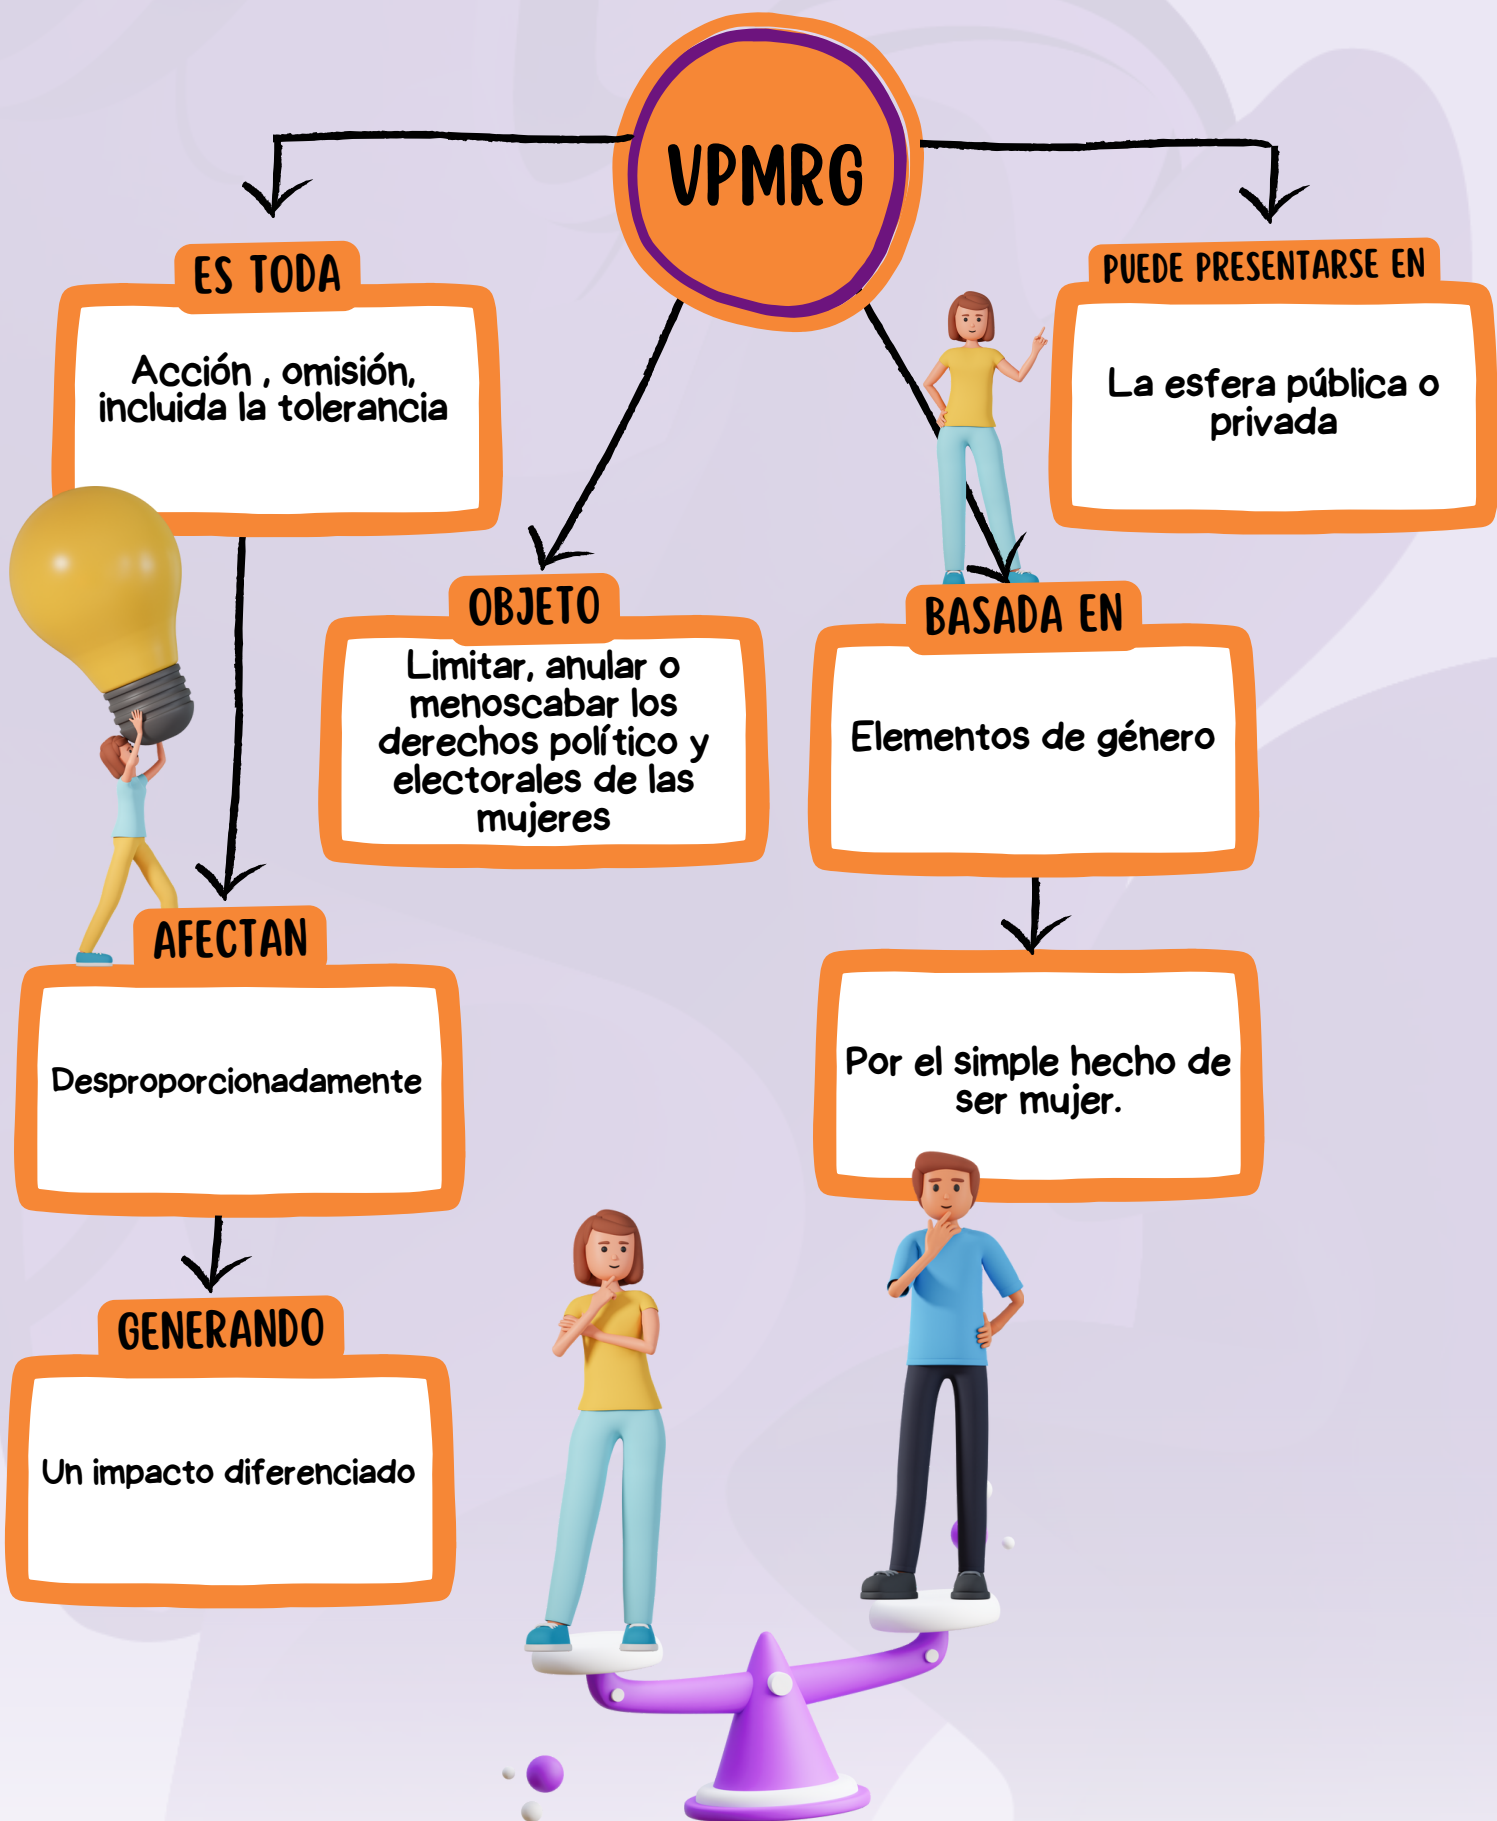 VPMRG
ES TODA
Acción , omisión,
incluida la tolerancia
PUEDE PRESENTARSE EN
La esfera pública o
privada
OBJETO
Limitar, anular o
menoscabar los
derechos político y
electorales de las
mujeres
BASADA EN
Elementos de género
AFECTAN
Desproporcionadamente
Por el simple hecho de
ser mujer.
GENERANDO
Un impacto diferenciado